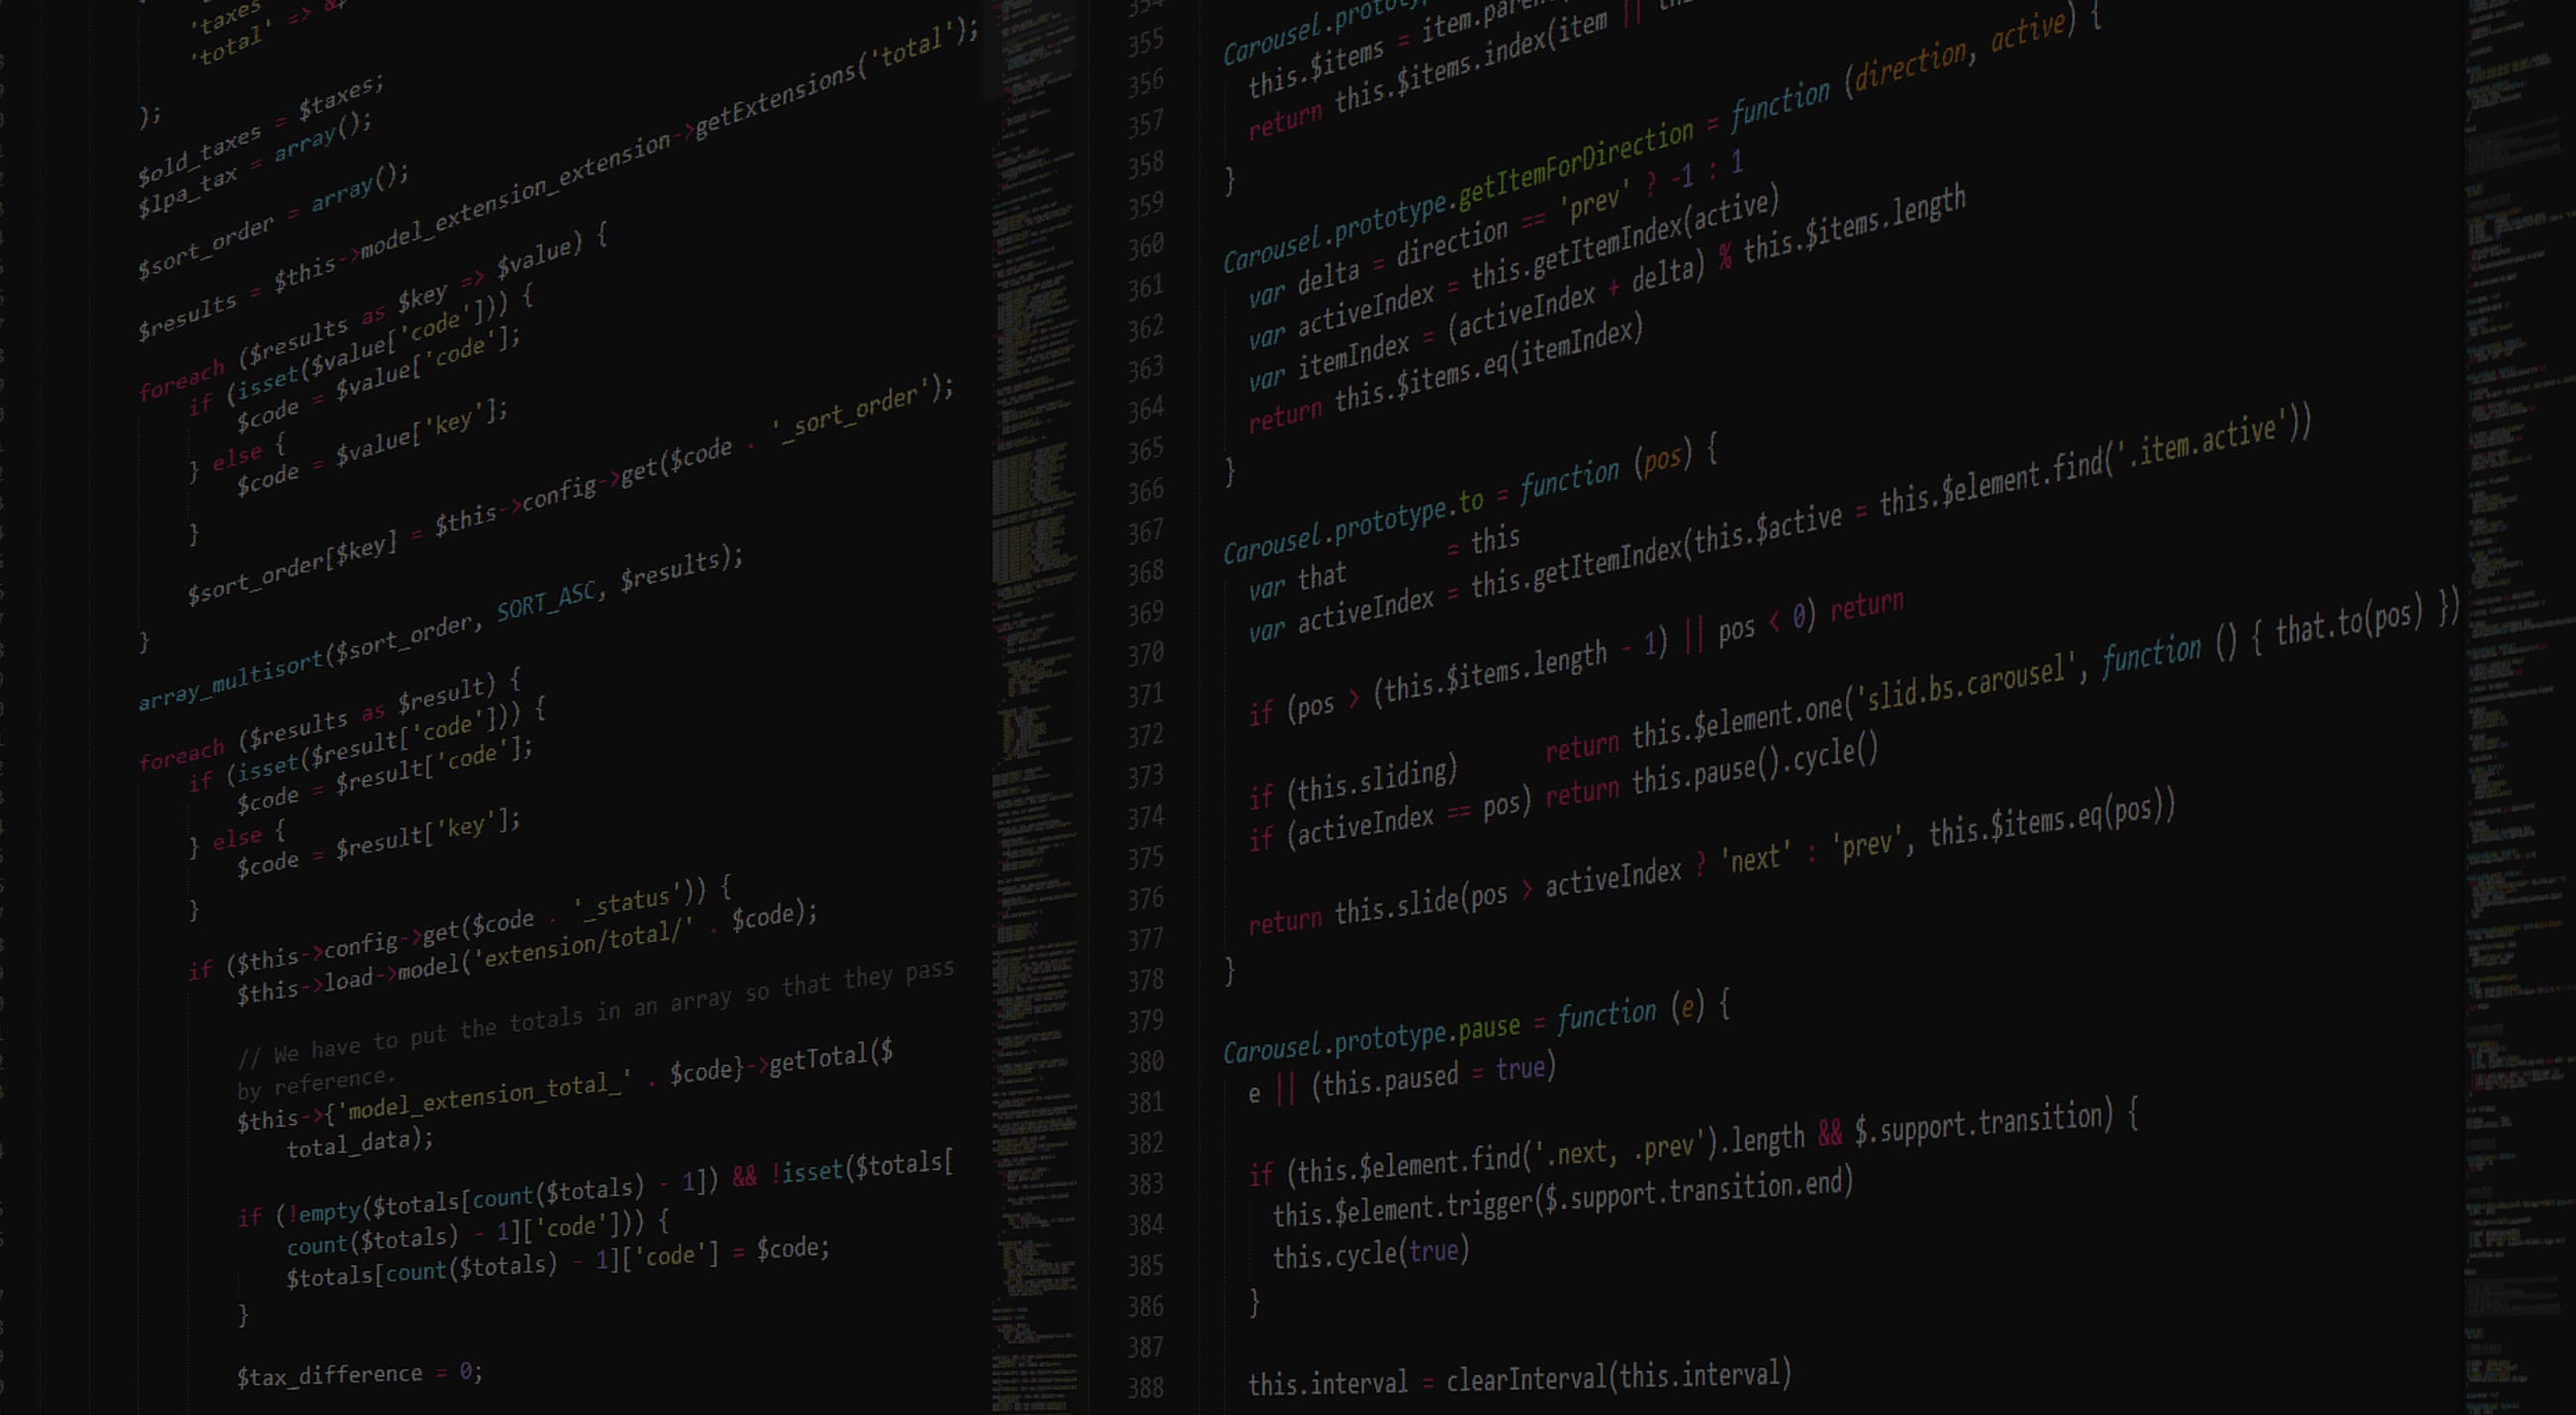 'taxes
'total' => &$
);
$old_taxes = $taxes;
$lpa_tax = array();
$sort_order = array();
$results = $this->model_extension_extension->getExtensions('total');
foreach ($results as $key => $value) {
if (isset($value['code'])) {
$code = $value['code'];
} else {
$code = $value['key'];
}
$sort_order[$key] = $this->config->get($code . '_sort_order');
}
array_multisort($sort_order, SORT_ASC, $results);
foreach ($results as $result) {
if (isset($result['code'])) {
$code = $result['code'];
} else {
$code = $result['key'];
}
if ($this->config->get($code . '_status')) {
$this->load->model('extension/total/' . $code);
// We have to put the totals in an array so that they pass
by reference.
$this->{'model_extension_total_' . $code}->getTotal($
total_data);
if (!empty($totals[count($totals) - 1]) && !isset($totals[
count($totals) - 1]['code'])) {
$totals[count($totals) - 1]['code'] = $code;
}
$tax_difference = 0;
354
355
356
357
358
359
360
361
362
363
364
365
366
367
368
369
370
371
372
373
374
375
376
377
378
379
380
381
382
383
384
385
386
387
388
Carousel.prototyp
this.$items = item.paren
return this.$items.index(item ||
}
Carousel.prototype.getItemForDirection = function (direction, active) {
var delta = direction == 'prev' ? -1 : 1
var activeIndex = this.getItemIndex(active)
var itemIndex = (activeIndex + delta) % this.$items.length
return this.$items.eq(itemIndex)
}
Carousel.prototype.to = function (pos) {
var that = this
var activeIndex = this.getItemIndex(this.$active = this.$element.find('.item.active'))
if (pos > (this.$items.length - 1) || pos < 0) return
if (this.sliding) return this.$element.one('slid.bs.carousel', function () { that.to(pos) })
if (activeIndex == pos) return this.pause().cycle()
return this.slide(pos > activeIndex ? 'next' : 'prev', this.$items.eq(pos))
}
Carousel.prototype.pause = function (e) {
e || (this.paused = true)
if (this.$element.find('.next, .prev').length && $.support.transition) {
this.$element.trigger($.support.transition.end)
this.cycle(true)
}
this.interval = clearInterval(this.interval)